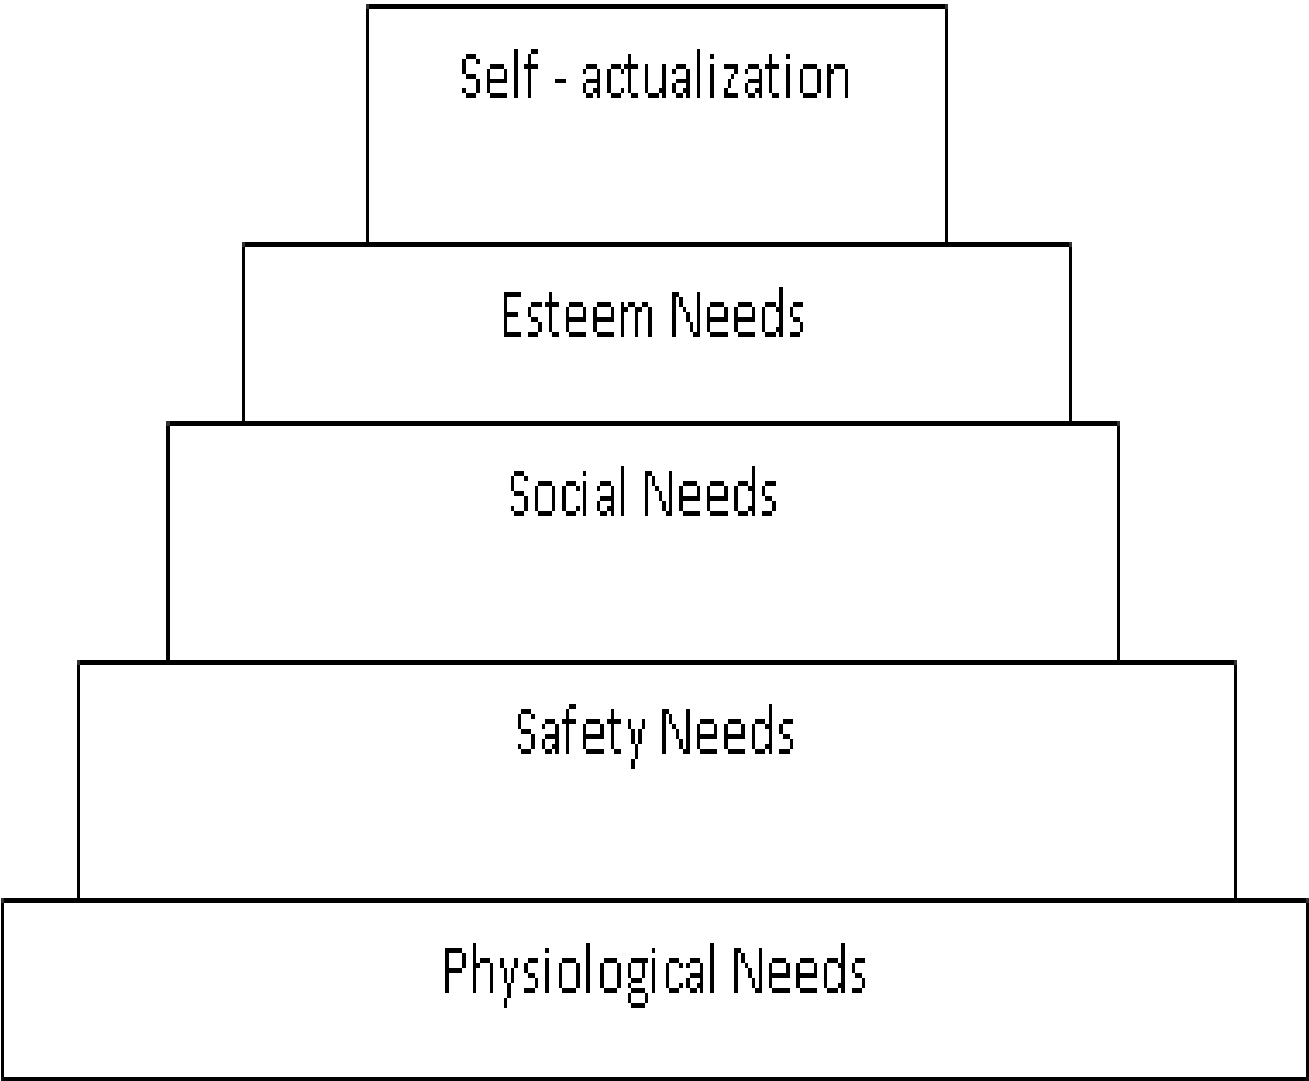 Self - actualization
Esteem Needs
Social Needs
Safety Needs
Physiological Needs